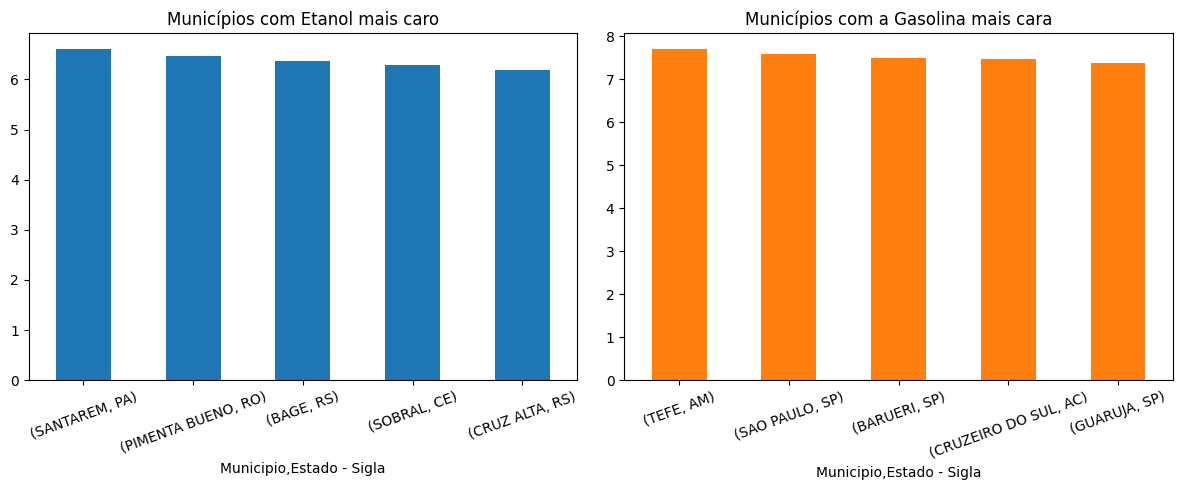 Municípios com Etanol mais caro
6
5
4
3
2
1
0
(SANTAREM, PA)
(PIMENTA BUENO, RO)
(BAGE, RS)
(SOBRAL, CE)
(CRUZ ALTA, RS)
Municipio,Estado - Sigla
Municípios com a Gasolina mais cara
8
7
6
5
4
3
2
1
0
(TEFE, AM)
(SAO PAULO, SP)
(BARUERI, SP)
(CRUZEIRO DO SUL, AC)
(GUARUJA, SP)
Municipio,Estado - Sigla